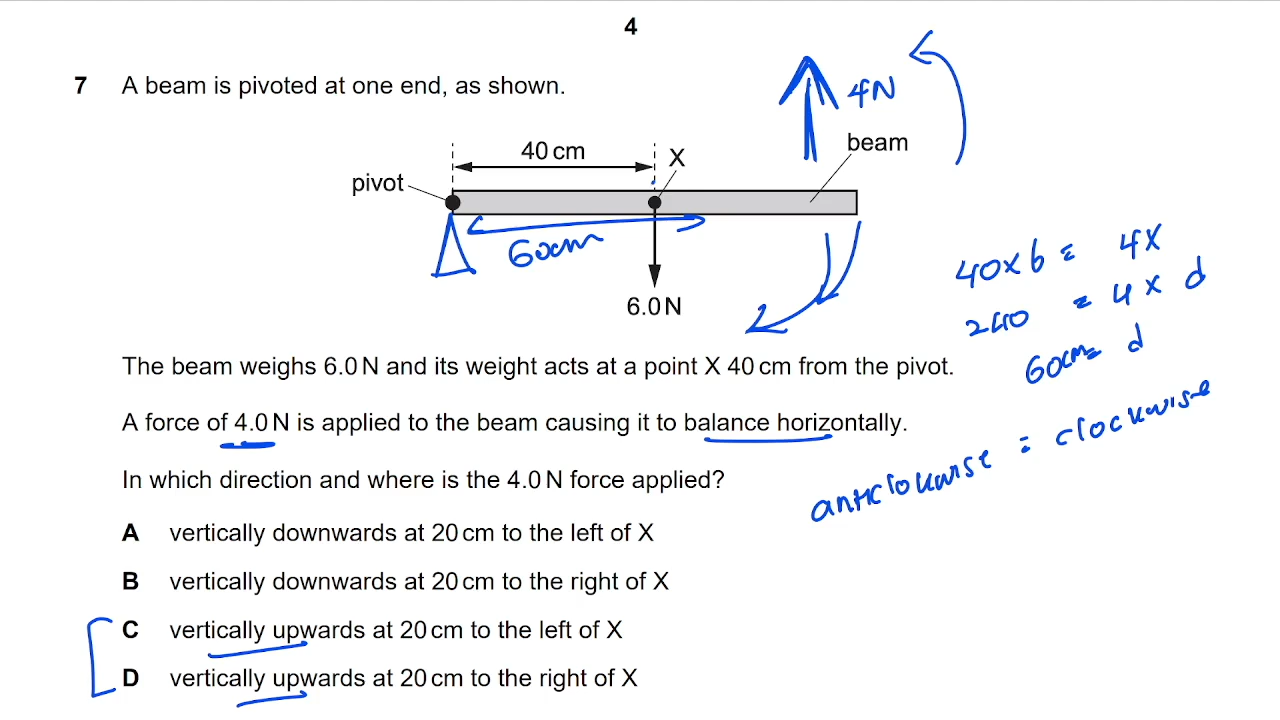 4
7 A beam is pivoted at one end, as shown.
4N
beam
40 cm
X
pivot
60cm
6.0 N
40×6 = 4X
240 = 4 × d
60cm = d
The beam weighs 6.0 N and its weight acts at a point X 40 cm from the pivot.
A force of 4.0 N is applied to the beam causing it to balance horizontally.
anticlockwise = clockwise
In which direction and where is the 4.0 N force applied?
A vertically downwards at 20 cm to the left of X
B vertically downwards at 20 cm to the right of X
C vertically upwards at 20 cm to the left of X
D vertically upwards at 20 cm to the right of X